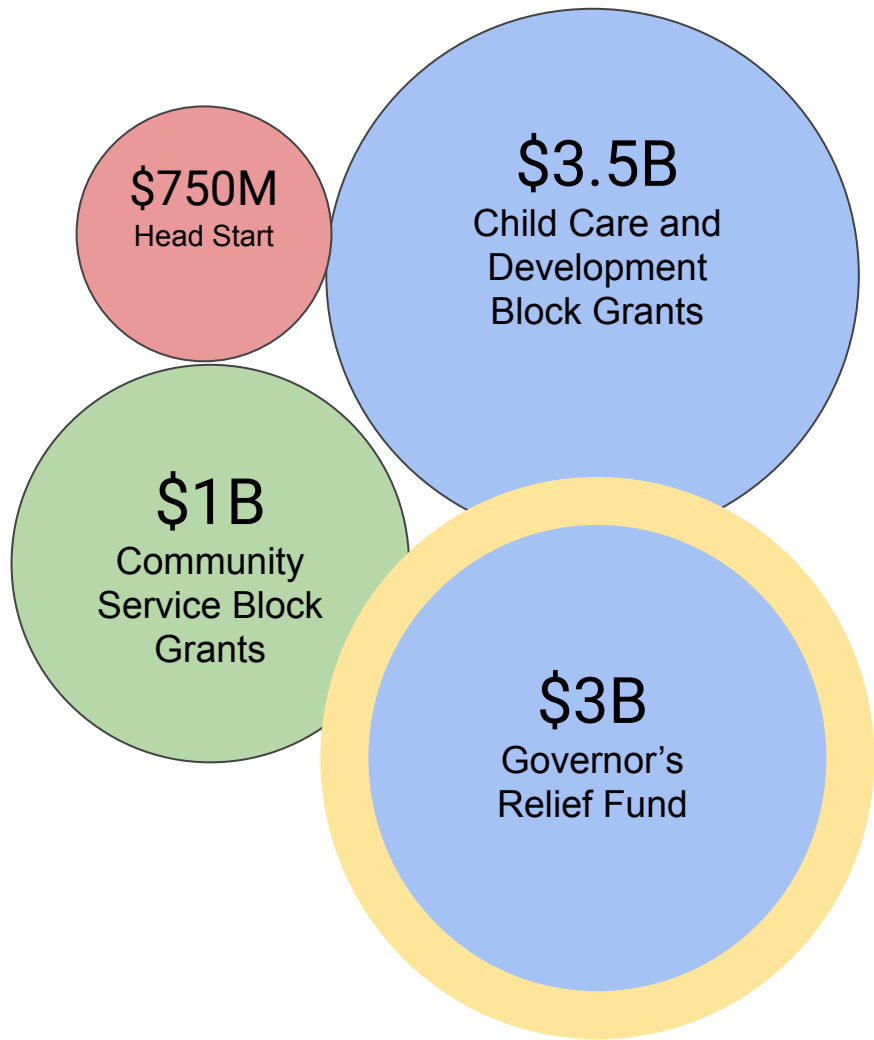 $750M
Head Start
$3.5B
Child Care and
Development
Block Grants
$1B
Community
Service Block
Grants
$3B
Governor’s
Relief Fund